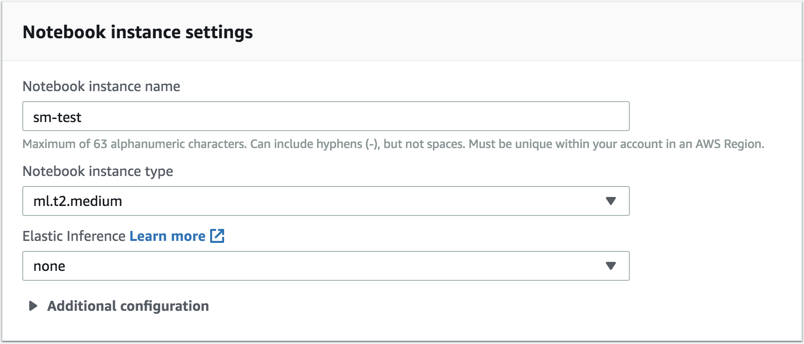 Notebook instance settings
Notebook instance name
sm-test
Maximum of 63 alphanumeric characters. Can include hyphens (-), but not spaces. Must be unique within your account in an AWS Region.
Notebook instance type
ml.t2.medium
Elastic Inference Learn more
none
Additional configuration